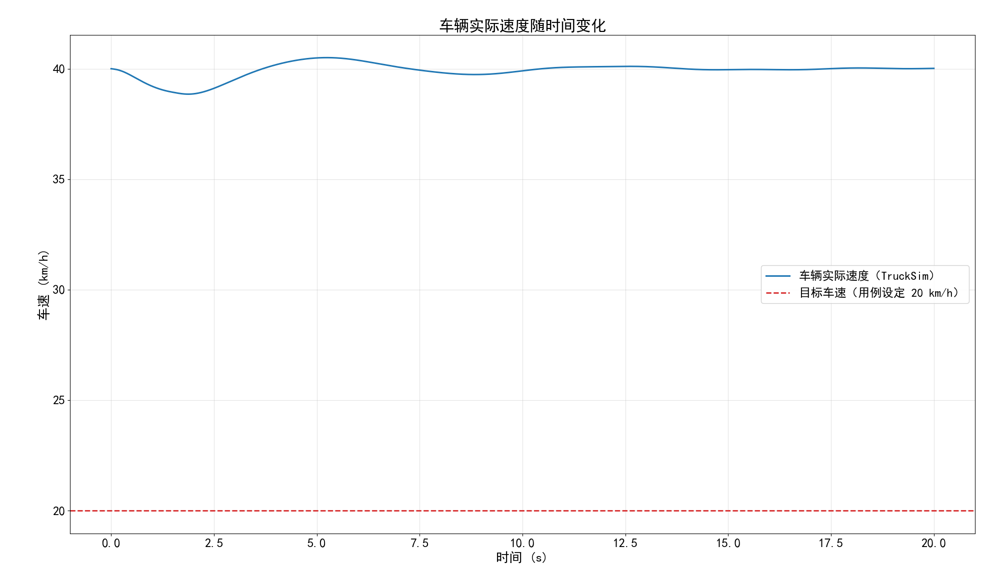 车辆实际速度随时间变化
车速 (km/h)
40
35
30
25
20
车辆实际速度（TruckSim）
目标车速（用例设定 20 km/h）
0.0 2.5 5.0 7.5 10.0 12.5 15.0 17.5 20.0
时间 (s)